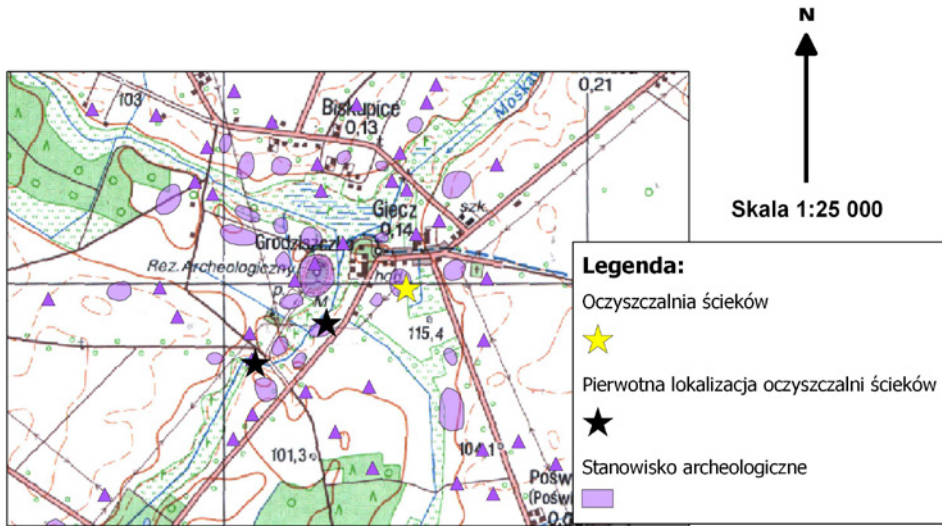 N
Skala 1:25 000
103
Biskupice
0,13
0,21
szk.
Giecz
0,14
Grodziszczko
Rez. Archeologiczny
p.
M
115,4
101,3
104,1
Legenda:
Oczyszczalnia ścieków
Pierwotna lokalizacja oczyszczalni ścieków
Stanowisko archeologiczne